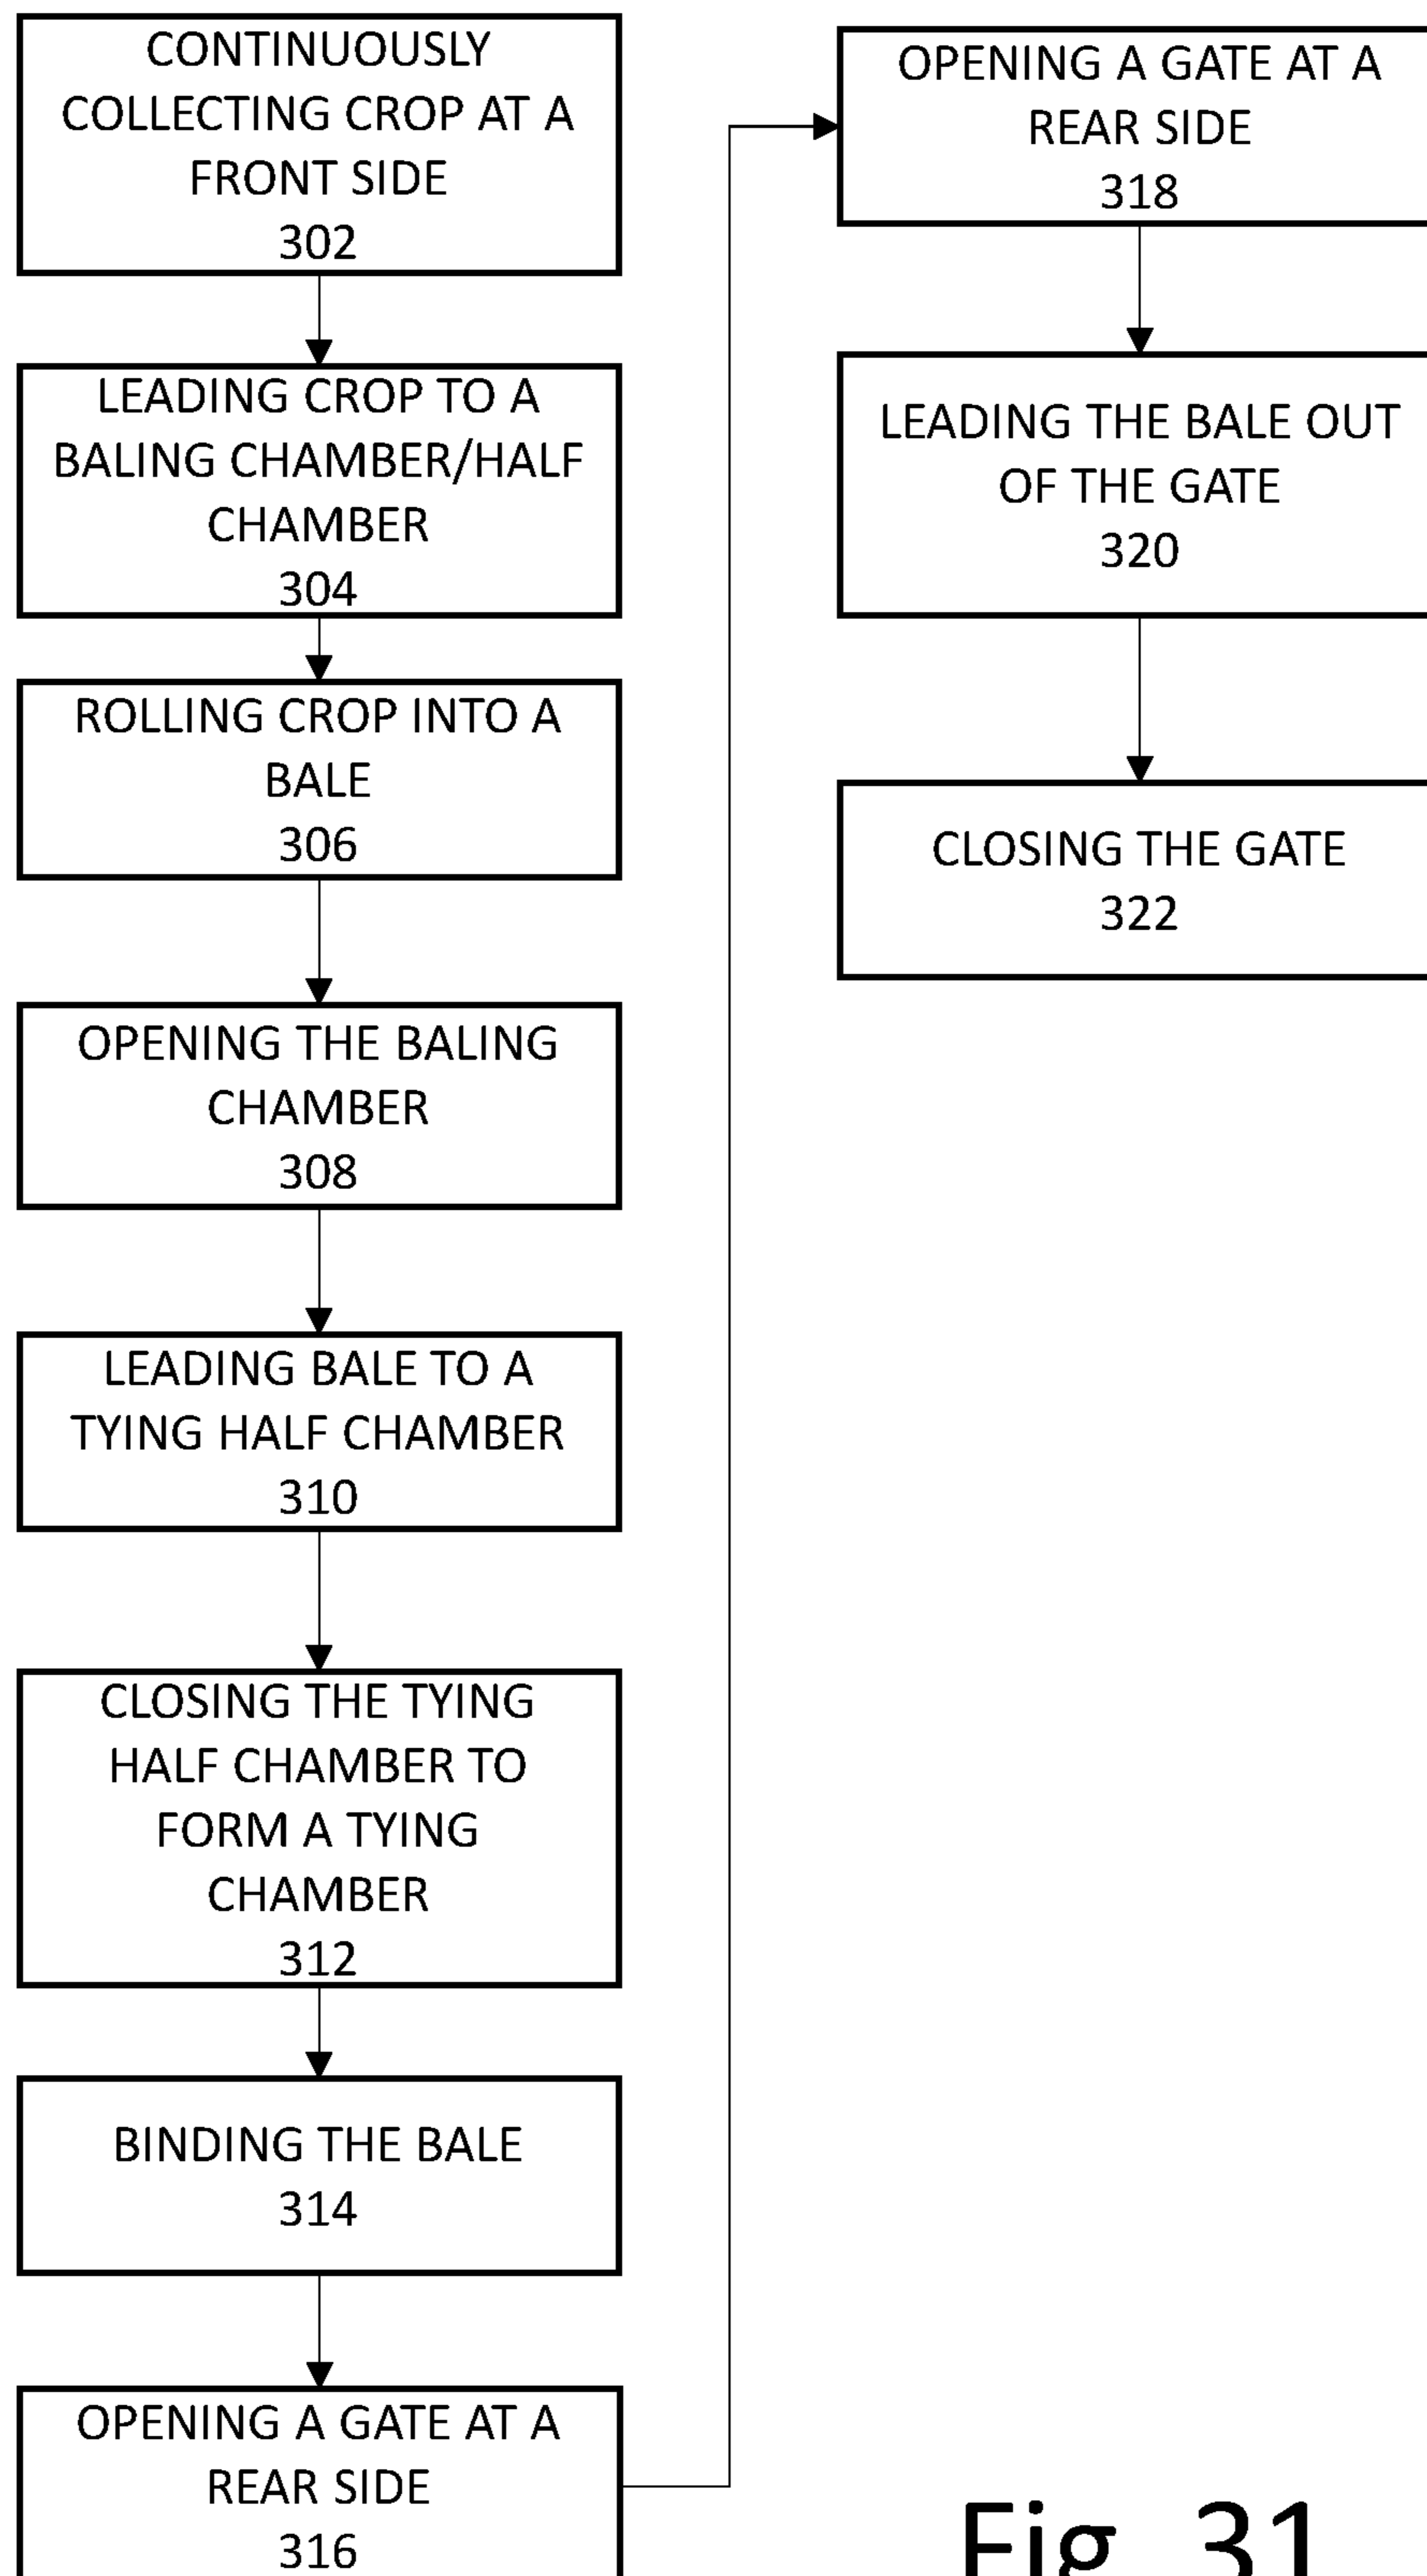 CONTINUOUSLY
COLLECTING CROP AT A
FRONT SIDE
302
LEADING CROP TO A
BALING CHAMBER/HALF
CHAMBER
304
ROLLING CROP INTO A
BALE
306
OPENING THE BALING
CHAMBER
308
LEADING BALE TO A
TYING HALF CHAMBER
310
CLOSING THE TYING
HALF CHAMBER TO
FORM A TYING
CHAMBER
312
BINDING THE BALE
314
OPENING A GATE AT A
REAR SIDE
316
OPENING A GATE AT A
REAR SIDE
318
LEADING THE BALE OUT
OF THE GATE
320
CLOSING THE GATE
322
Fig. 31